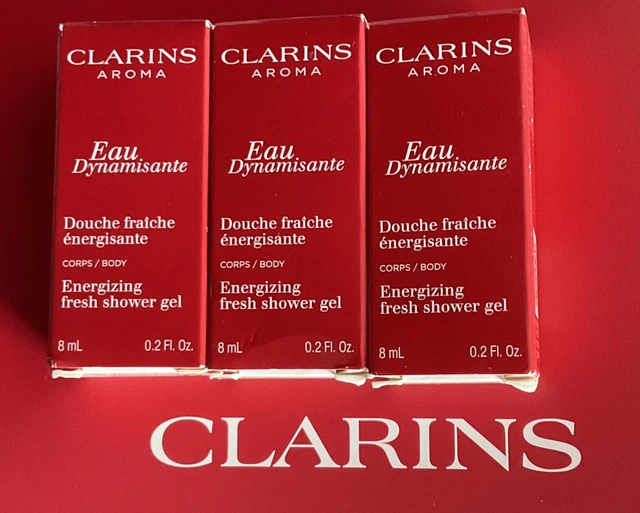 CLARINS
AROMA
Eau
Dynamisante
Douche fraîche
énergisante
CORPS / BODY
Energizing
fresh shower gel
8 mL 0.2 Fl. Oz.
CLARINS
AROMA
Eau
Dynamisante
Douche fraîche
énergisante
CORPS / BODY
Energizing
fresh shower gel
8 mL 0.2 Fl. Oz.
CLARINS
AROMA
Eau
Dynamisante
Douche fraîche
énergisante
CORPS / BODY
Energizing
fresh shower gel
8 mL 0.2 Fl. Oz.
CLARINS